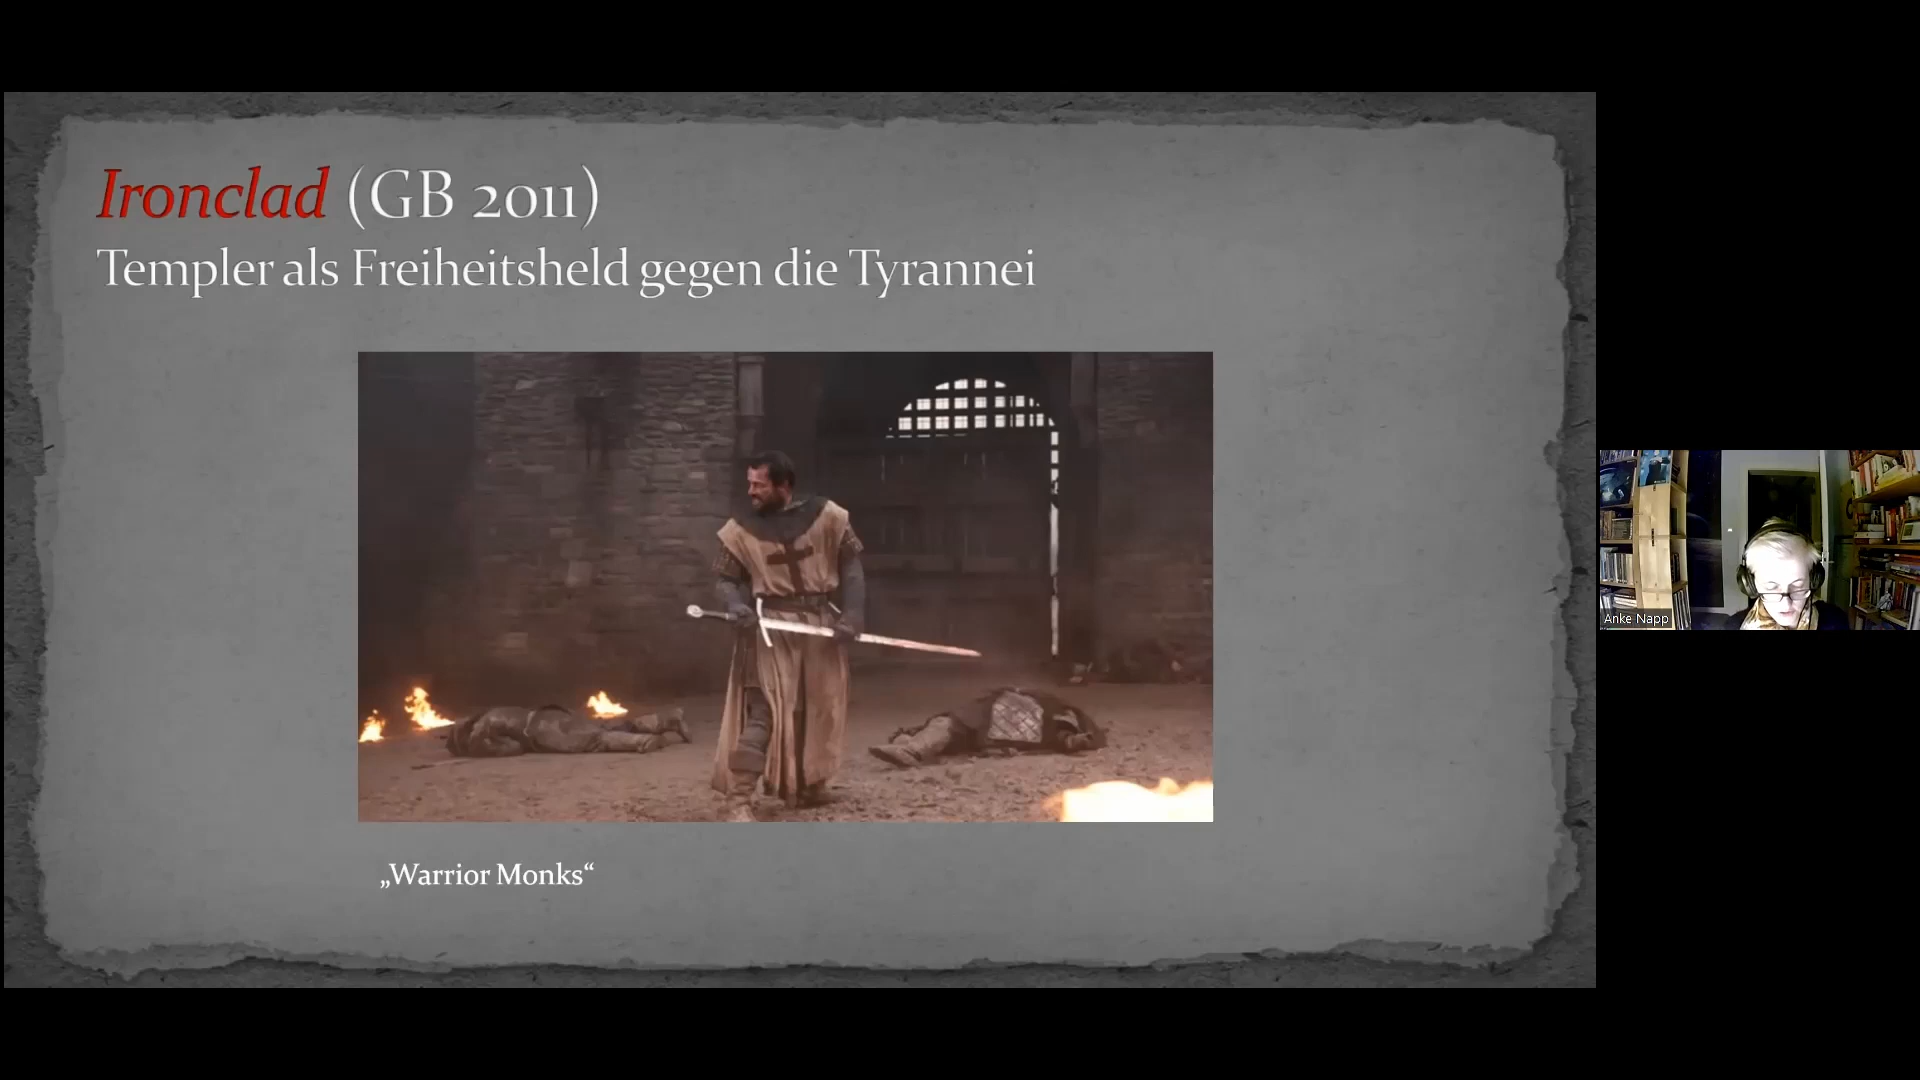 Ironclad (GB 2011)
Templer als Freiheitsheld gegen die Tyrannei
„Warrior Monks“
Anke Napp